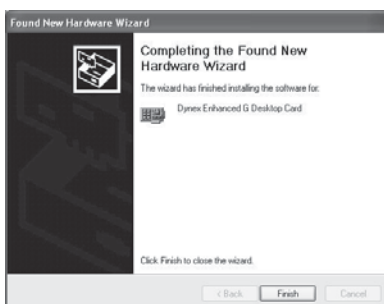 Found New Hardware Wizard
Completing the Found New
Hardware Wizard
The wizard has finished installing the software for:
Dynex Enhanced G Desktop Card
Click Finish to close the wizard.
< Back
Finish
Cancel